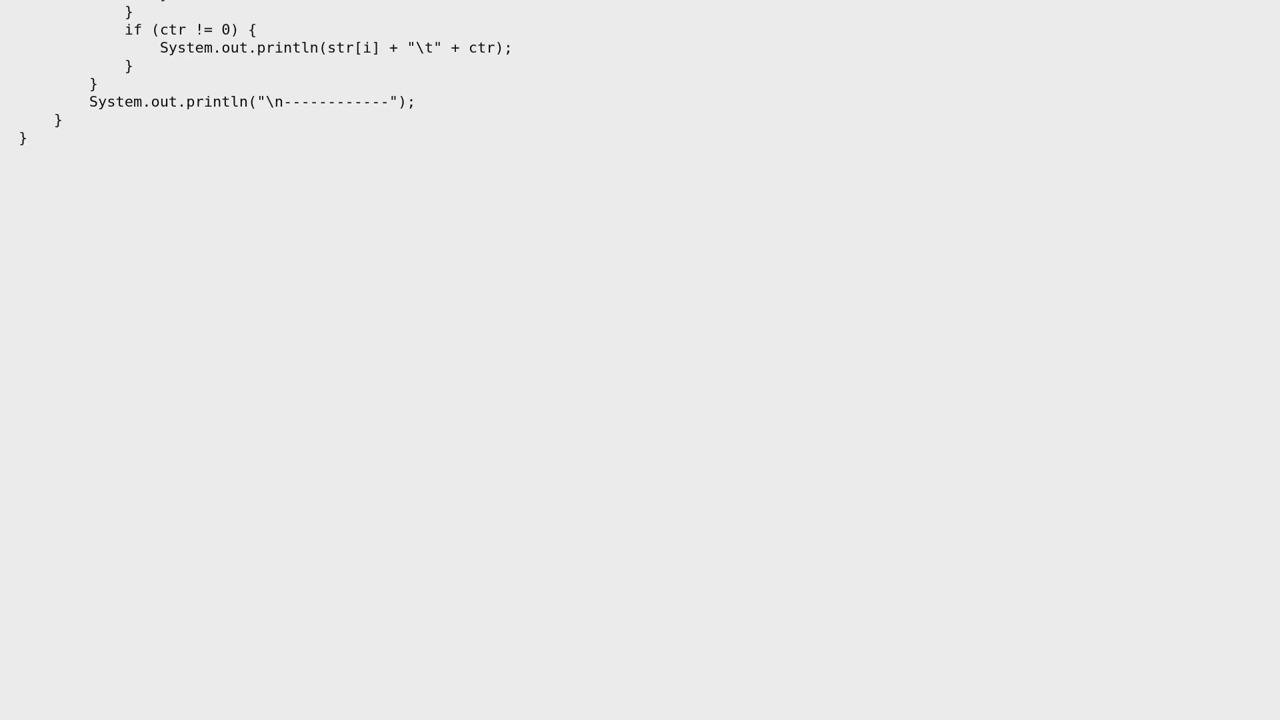 }
            if (ctr != 0) {
                System.out.println(str[i] + "\t" + ctr);
            }
        }
        System.out.println("\n------------");
    }
}